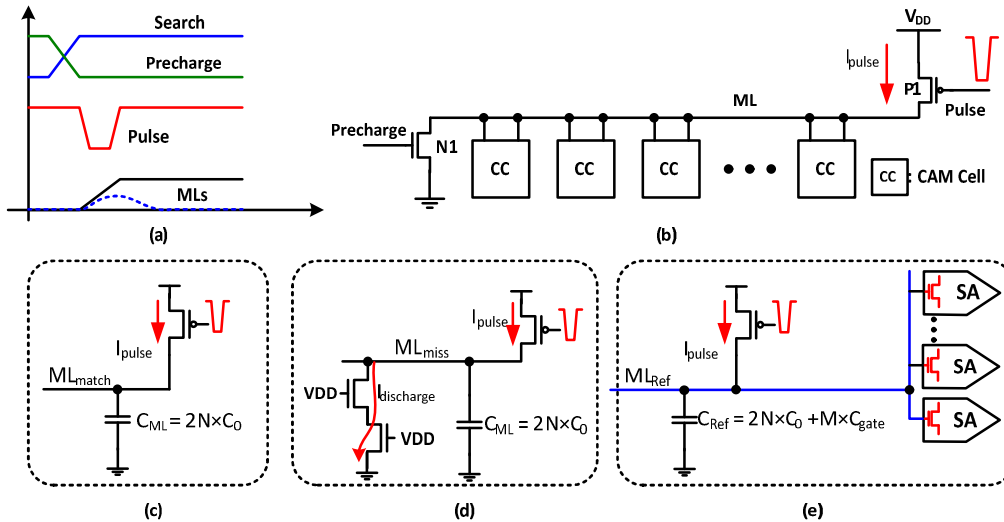 Search
Precharge
Pulse
MLs
(a)
VDD
Ipulse
P1
Pulse
ML
Precharge
N1
CC
CC
CC
CC
CC : CAM Cell
(b)
Ipulse
MLmatch
CML = 2N×C0
(c)
Ipulse
MLmiss
VDD
Idischarge
VDD
CML = 2N×C0
(d)
Ipulse
MLRef
CRef = 2N×C0 +M×Cgate
SA
SA
SA
(e)